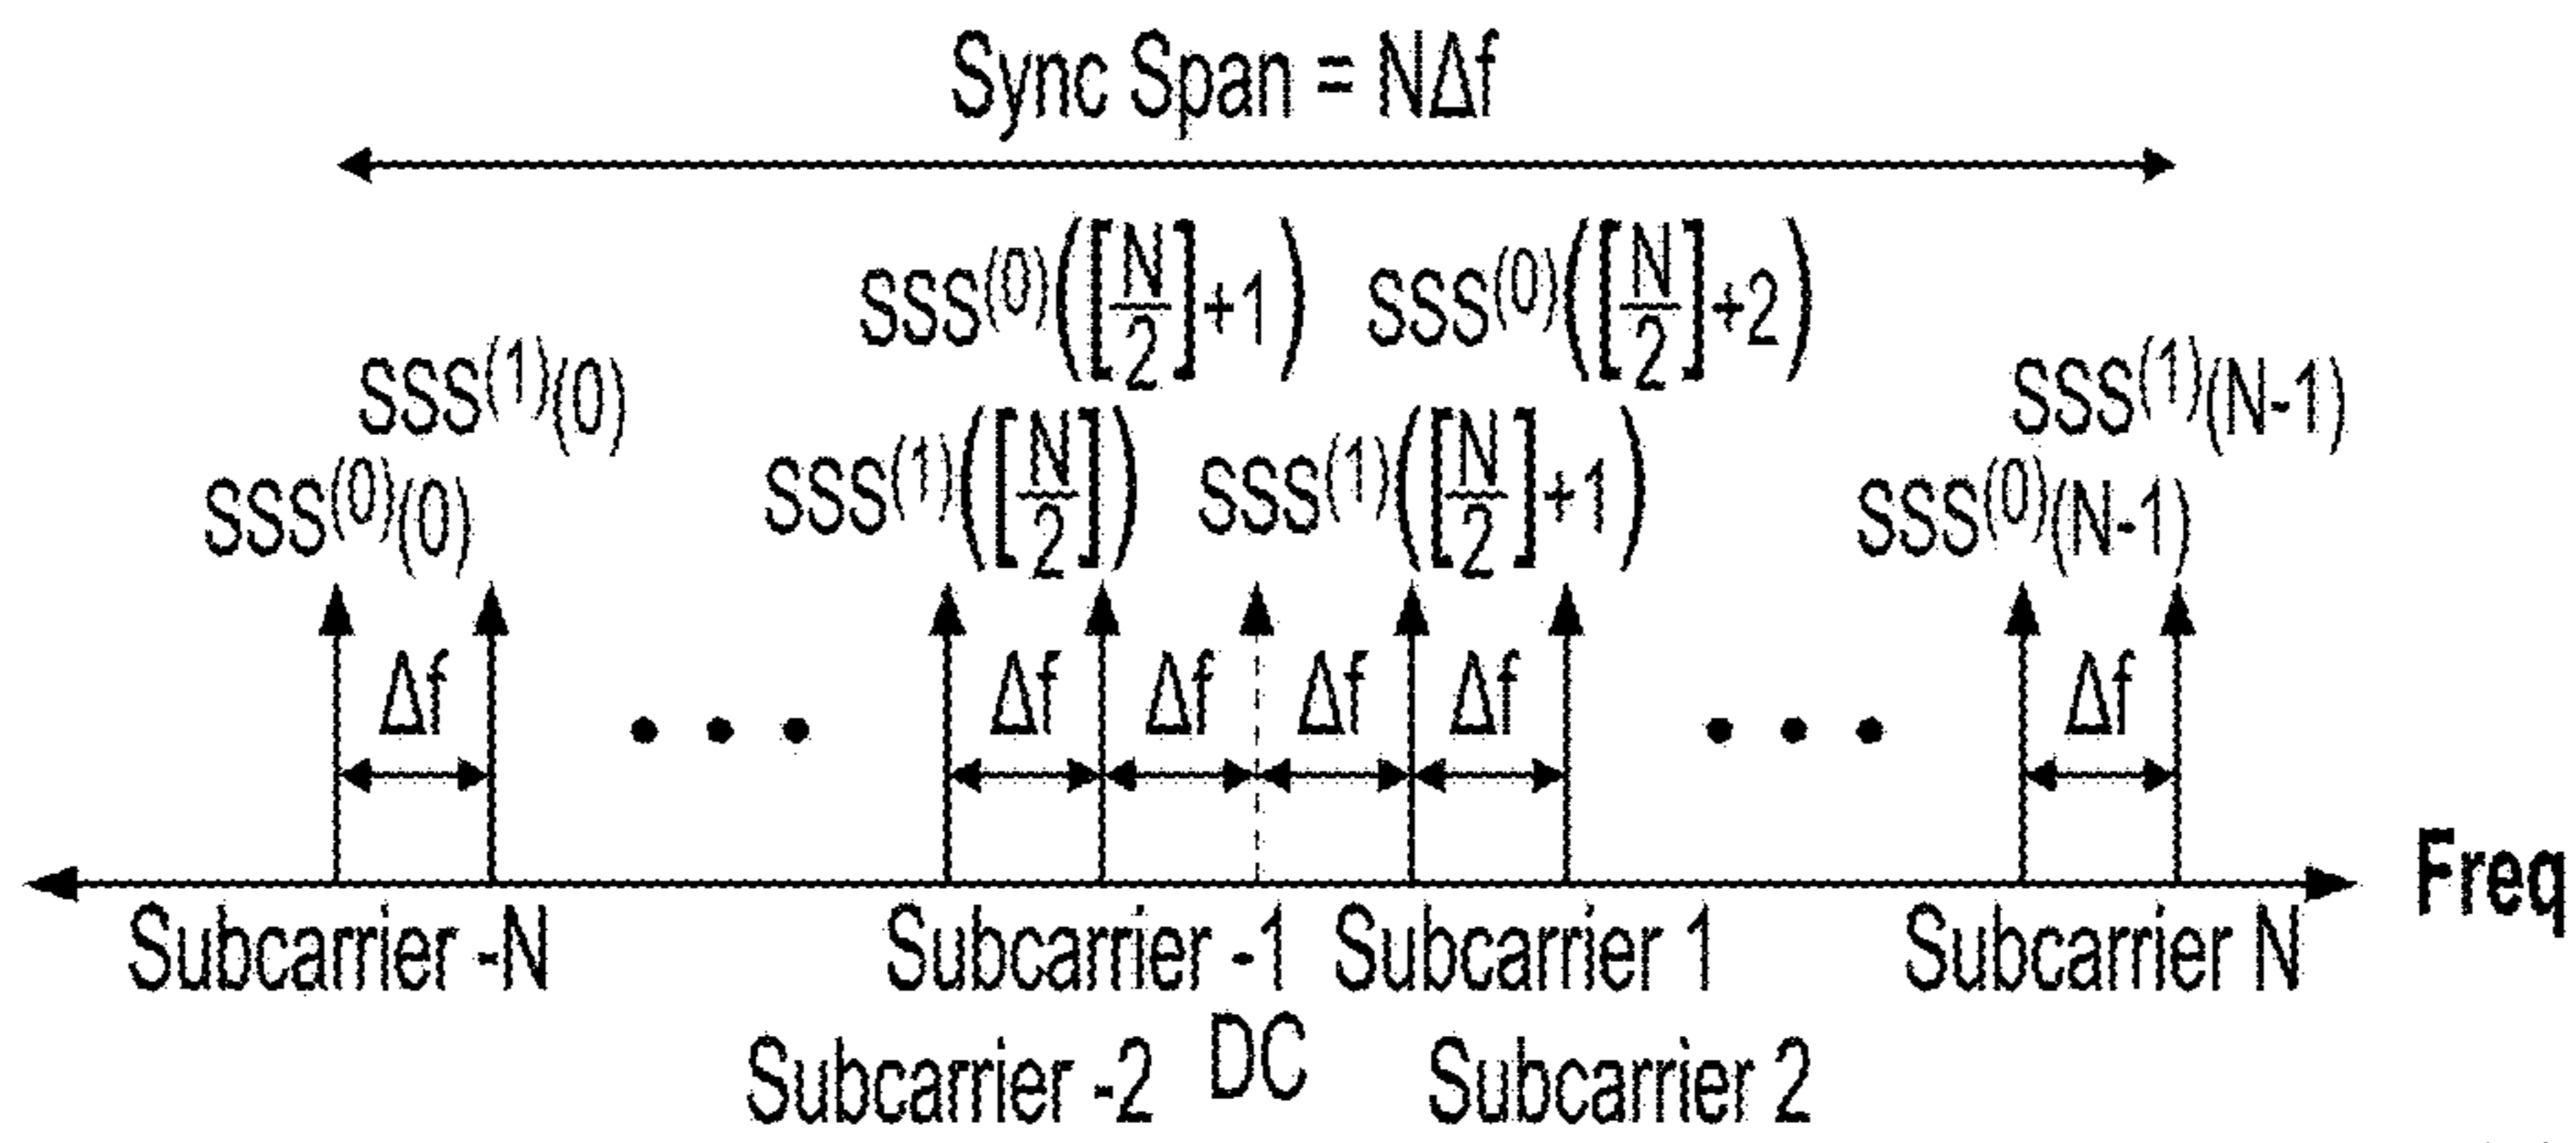 Sync Span = NΔf
SSS⁽⁰⁾([N/2]+1) SSS⁽⁰⁾([N/2]+2)
SSS⁽¹⁾(0) SSS⁽¹⁾(N-1)
SSS⁽⁰⁾(0) SSS⁽¹⁾([N/2]) SSS⁽¹⁾([N/2]+1) SSS⁽⁰⁾(N-1)
Δf Δf Δf Δf Δf Δf
Freq
Subcarrier -N Subcarrier -1 Subcarrier 1 Subcarrier N
Subcarrier -2 DC Subcarrier 2